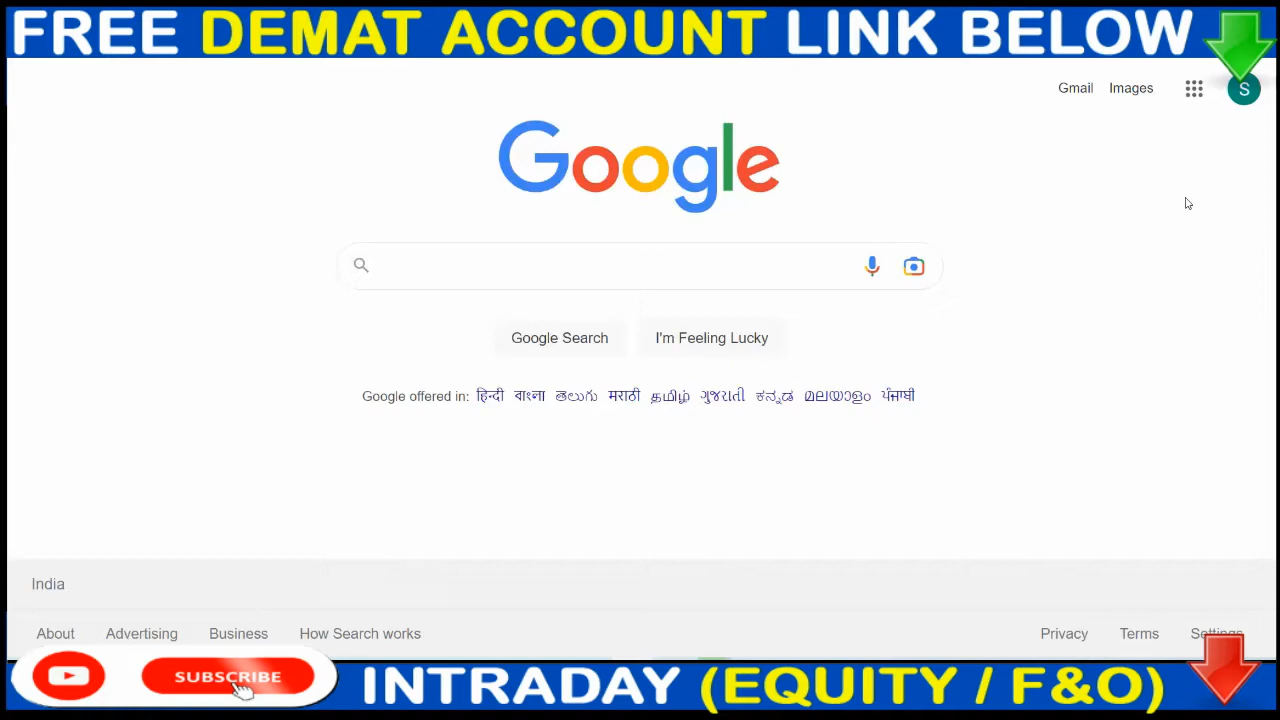 FREE DEMAT ACCOUNT LINK BELOW
Gmail Images S
Google
Google Search I'm Feeling Lucky
Google offered in: हिन्दी বাংলা తెలుగు मराठी தமிழ் ગુજરાતી ಕನ್ನಡ മലയാളം ਪੰਜਾਬੀ
India
About Advertising Business How Search works Privacy Terms Settings
SUBSCRIBE
INTRADAY (EQUITY / F&O)